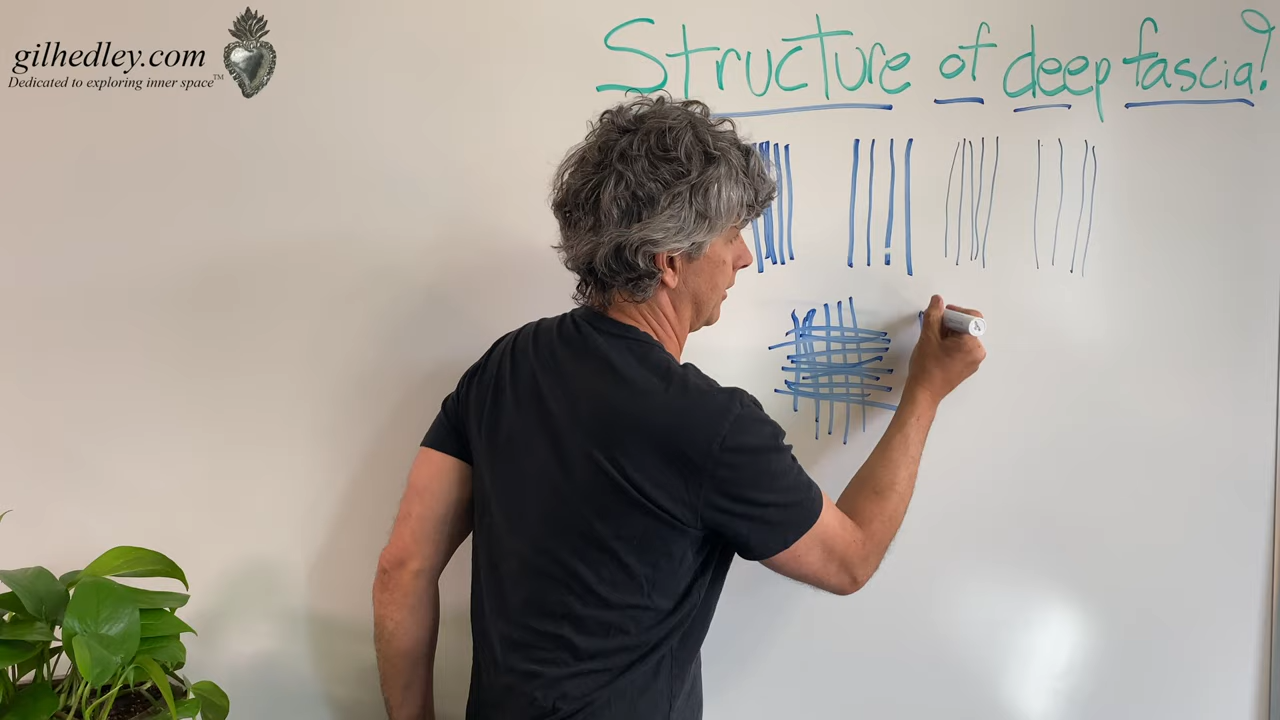 gilhedley.com
Dedicated to exploring inner space™
Structure of deep fascia!